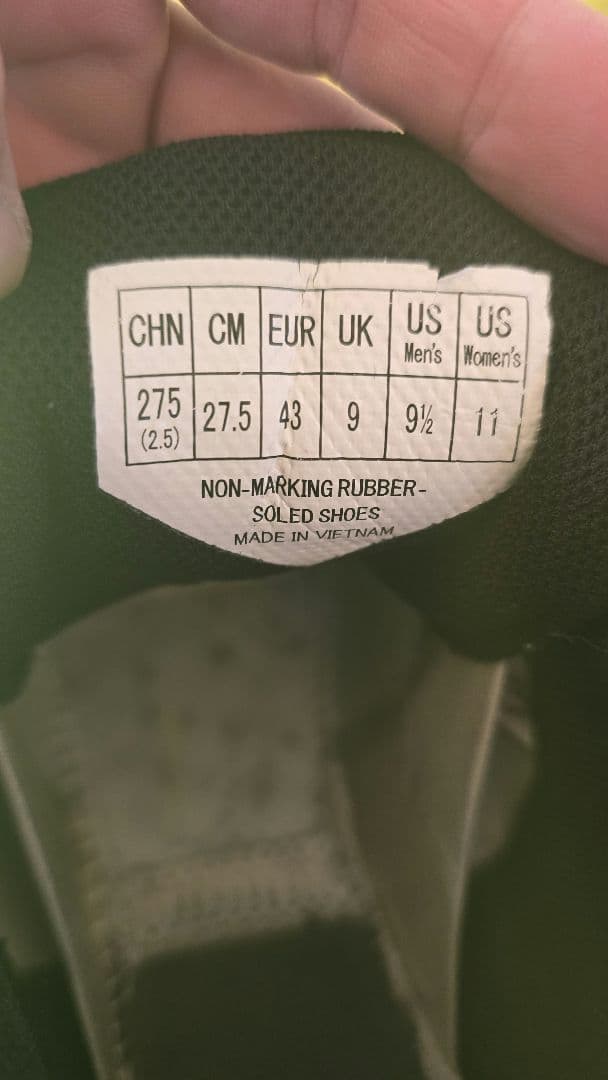 CHN CM EUR UK US Men's US Women's
275 (2.5) 27.5 43 9 9½ 11
NON-MARKING RUBBER-
SOLED SHOES
MADE IN VIETNAM